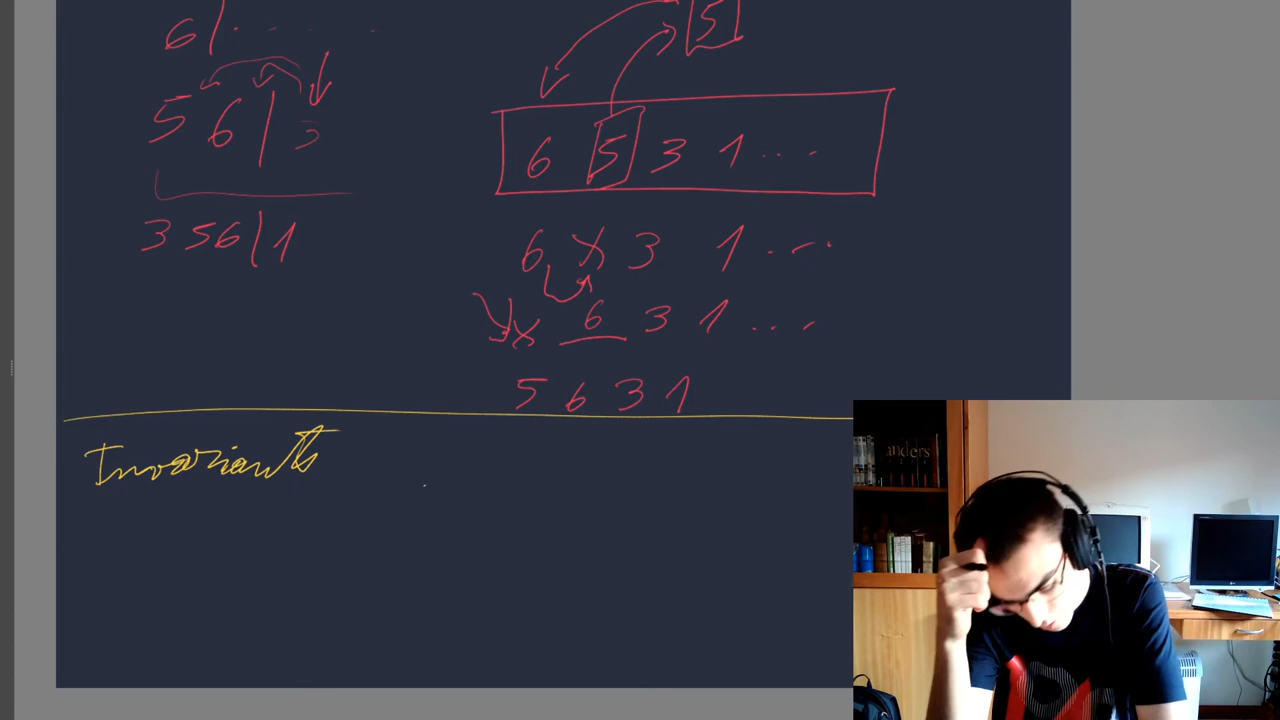 6 | . . . .
5
5 6 | 3
6 5 3 1 ...
3 5 6 | 1
6 X 3 1 ...
X 6 3 1 ...
5 6 3 1
Invariants
anders